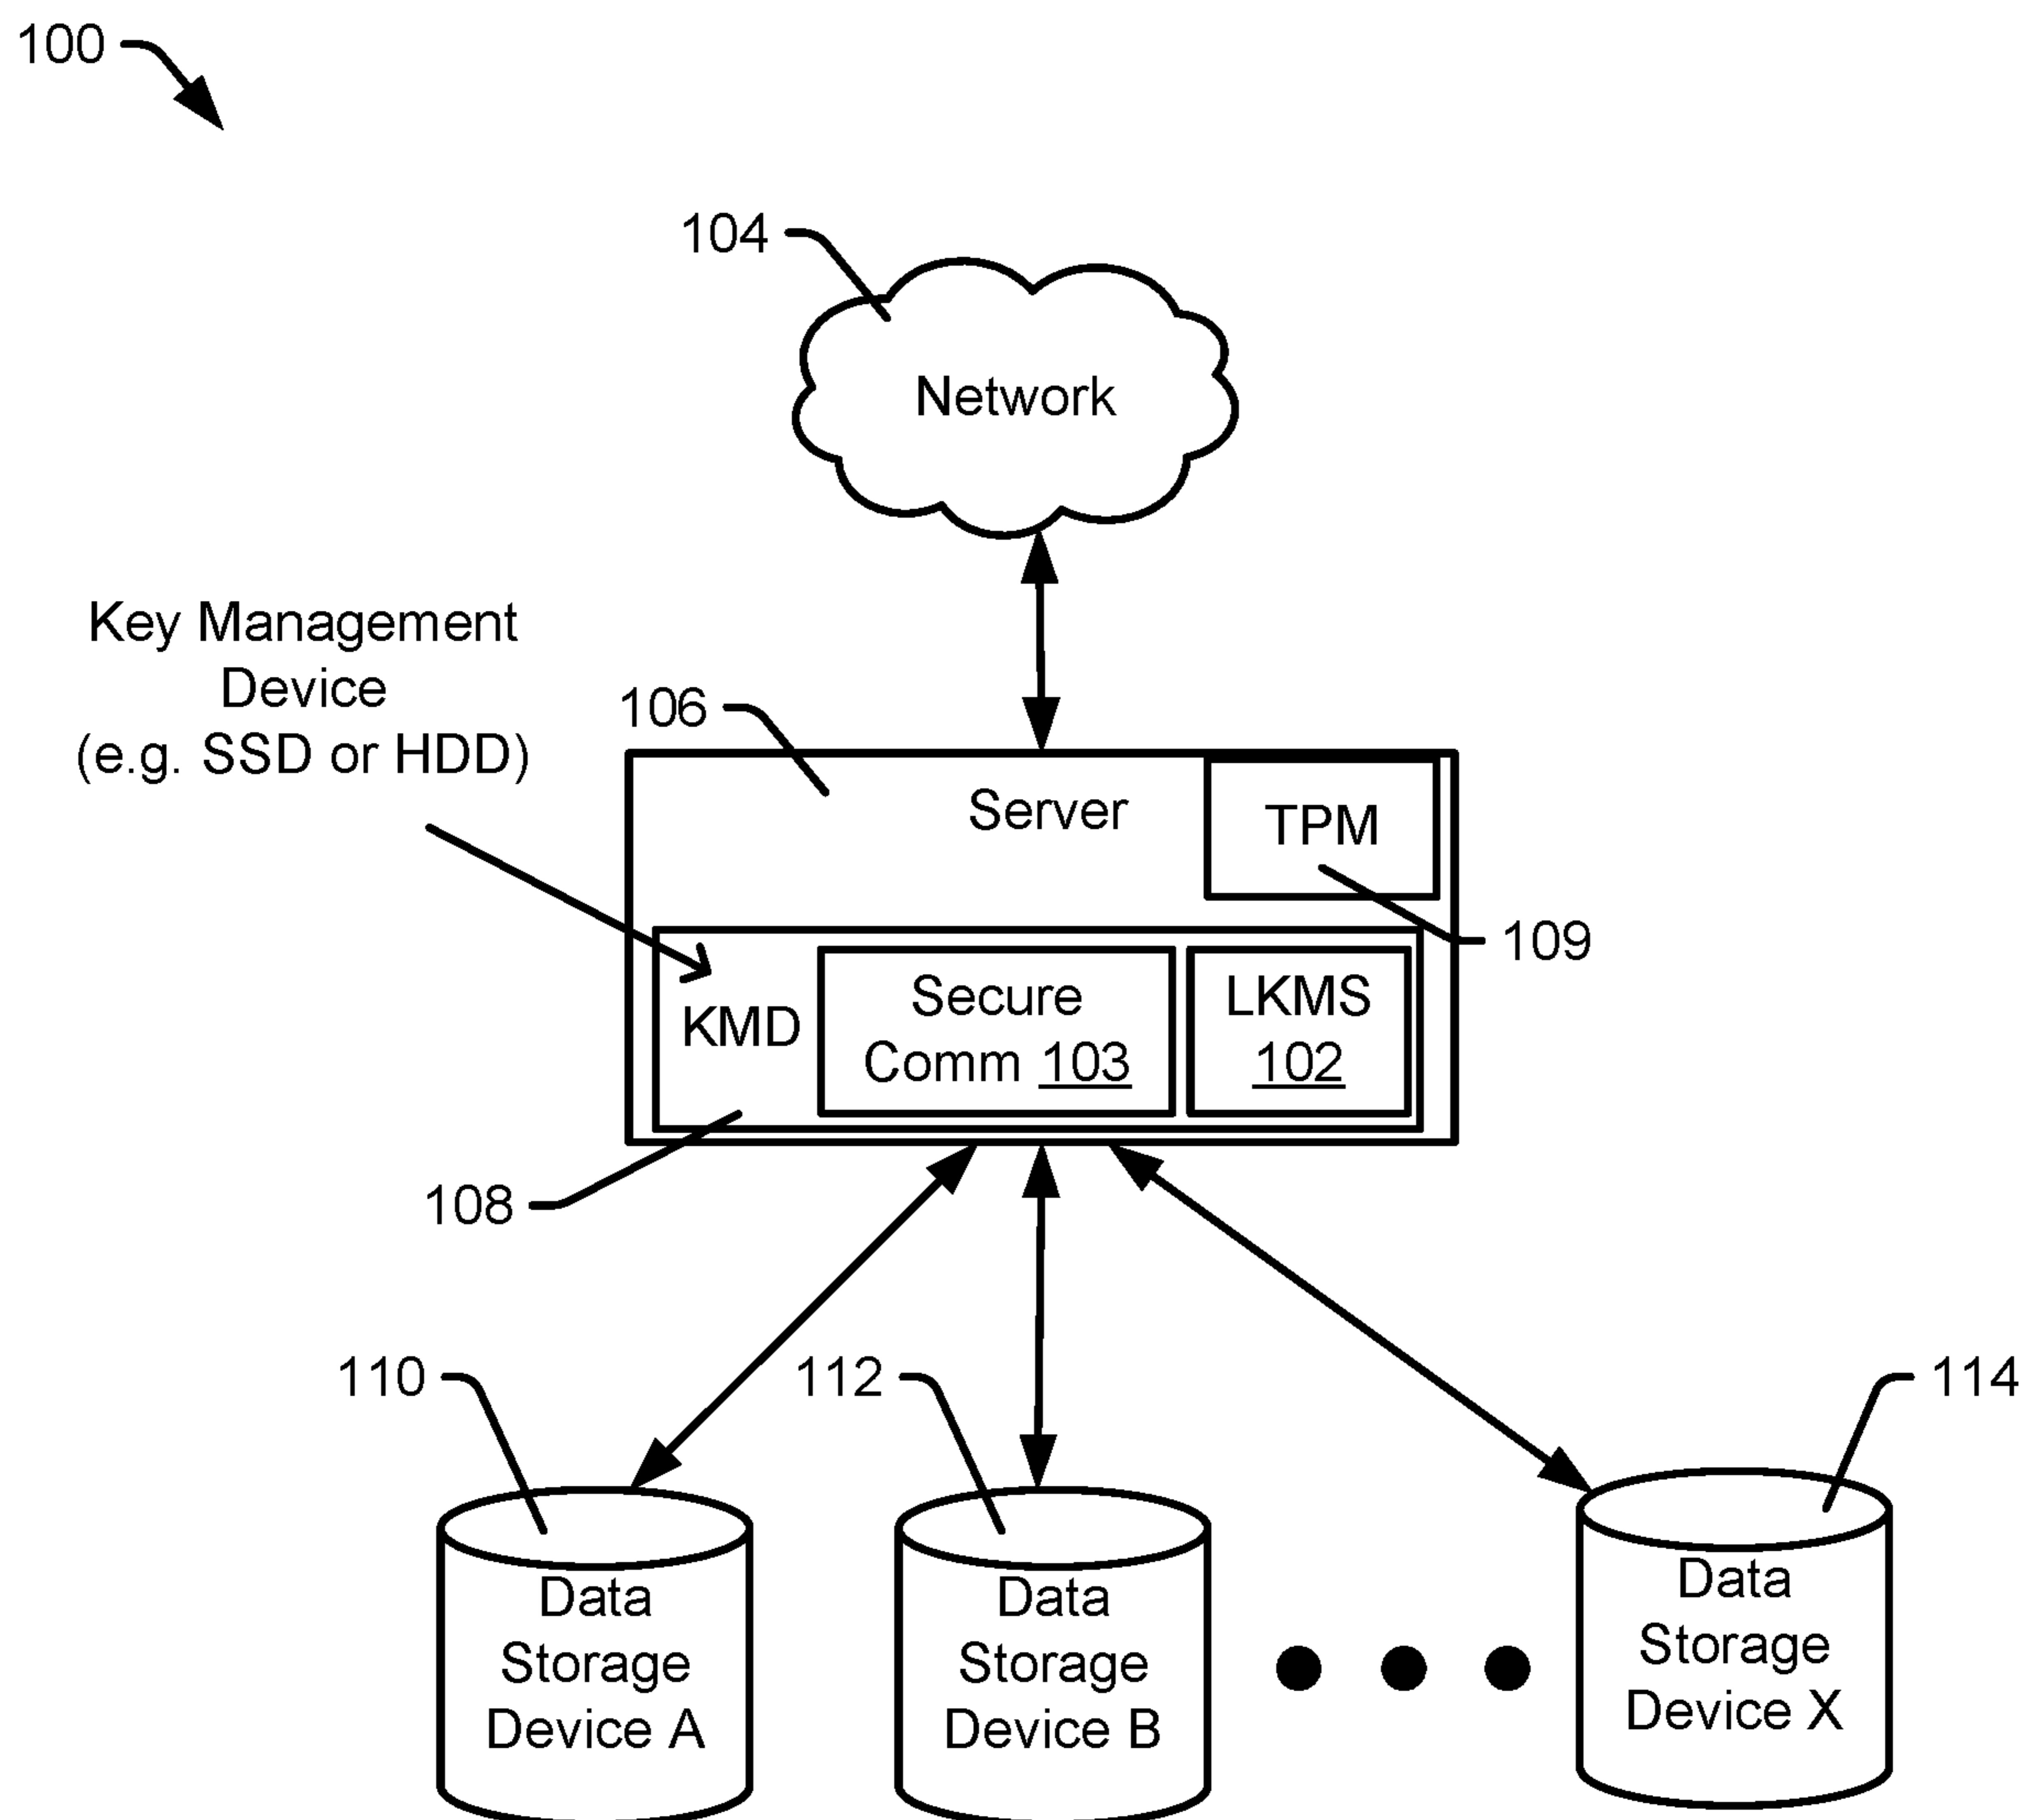 100
104
Network
Key Management
Device
(e.g. SSD or HDD)
106
Server
TPM
109
KMD
Secure
Comm 103
LKMS
102
108
110
112
114
Data
Storage
Device A
Data
Storage
Device B
Data
Storage
Device X